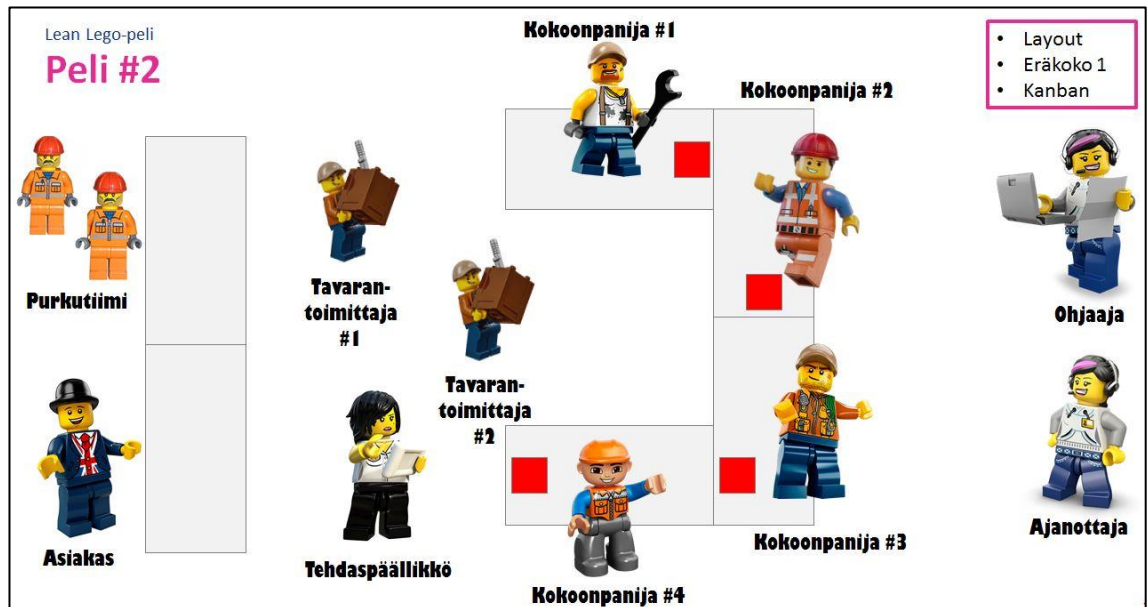 Lean Lego-peli
Peli #2
Kokoonpanija #1
Kokoonpanija #2
• Layout
• Eräkoko 1
• Kanban
Purkutiimi
Tavaran-
toimittaja
#1
Tavaran-
toimittaja
#2
Ohjaaja
Asiakas
Tehdaspäällikkö
Kokoonpanija #4
Kokoonpanija #3
Ajanottaja